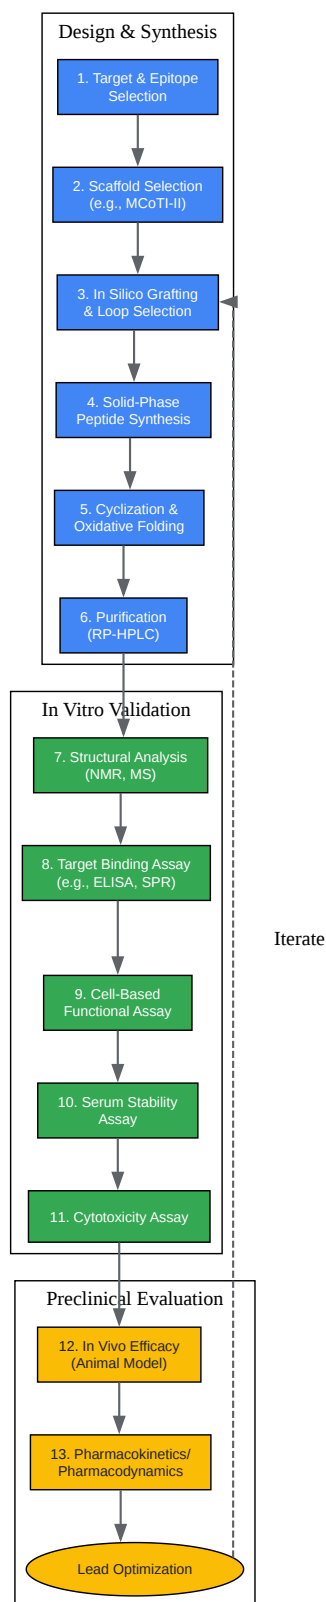 Design & Synthesis
1. Target & Epitope
Selection
2. Scaffold Selection
(e.g., MCoTI-II)
3. In Silico Grafting
& Loop Selection
4. Solid-Phase
Peptide Synthesis
5. Cyclization &
Oxidative Folding
6. Purification
(RP-HPLC)
In Vitro Validation
7. Structural Analysis
(NMR, MS)
8. Target Binding Assay
(e.g., ELISA, SPR)
Iterate
9. Cell-Based
Functional Assay
10. Serum Stability
Assay
11. Cytotoxicity Assay
Preclinical Evaluation
12. In Vivo Efficacy
(Animal Model)
13. Pharmacokinetics/
Pharmacodynamics
Lead Optimization